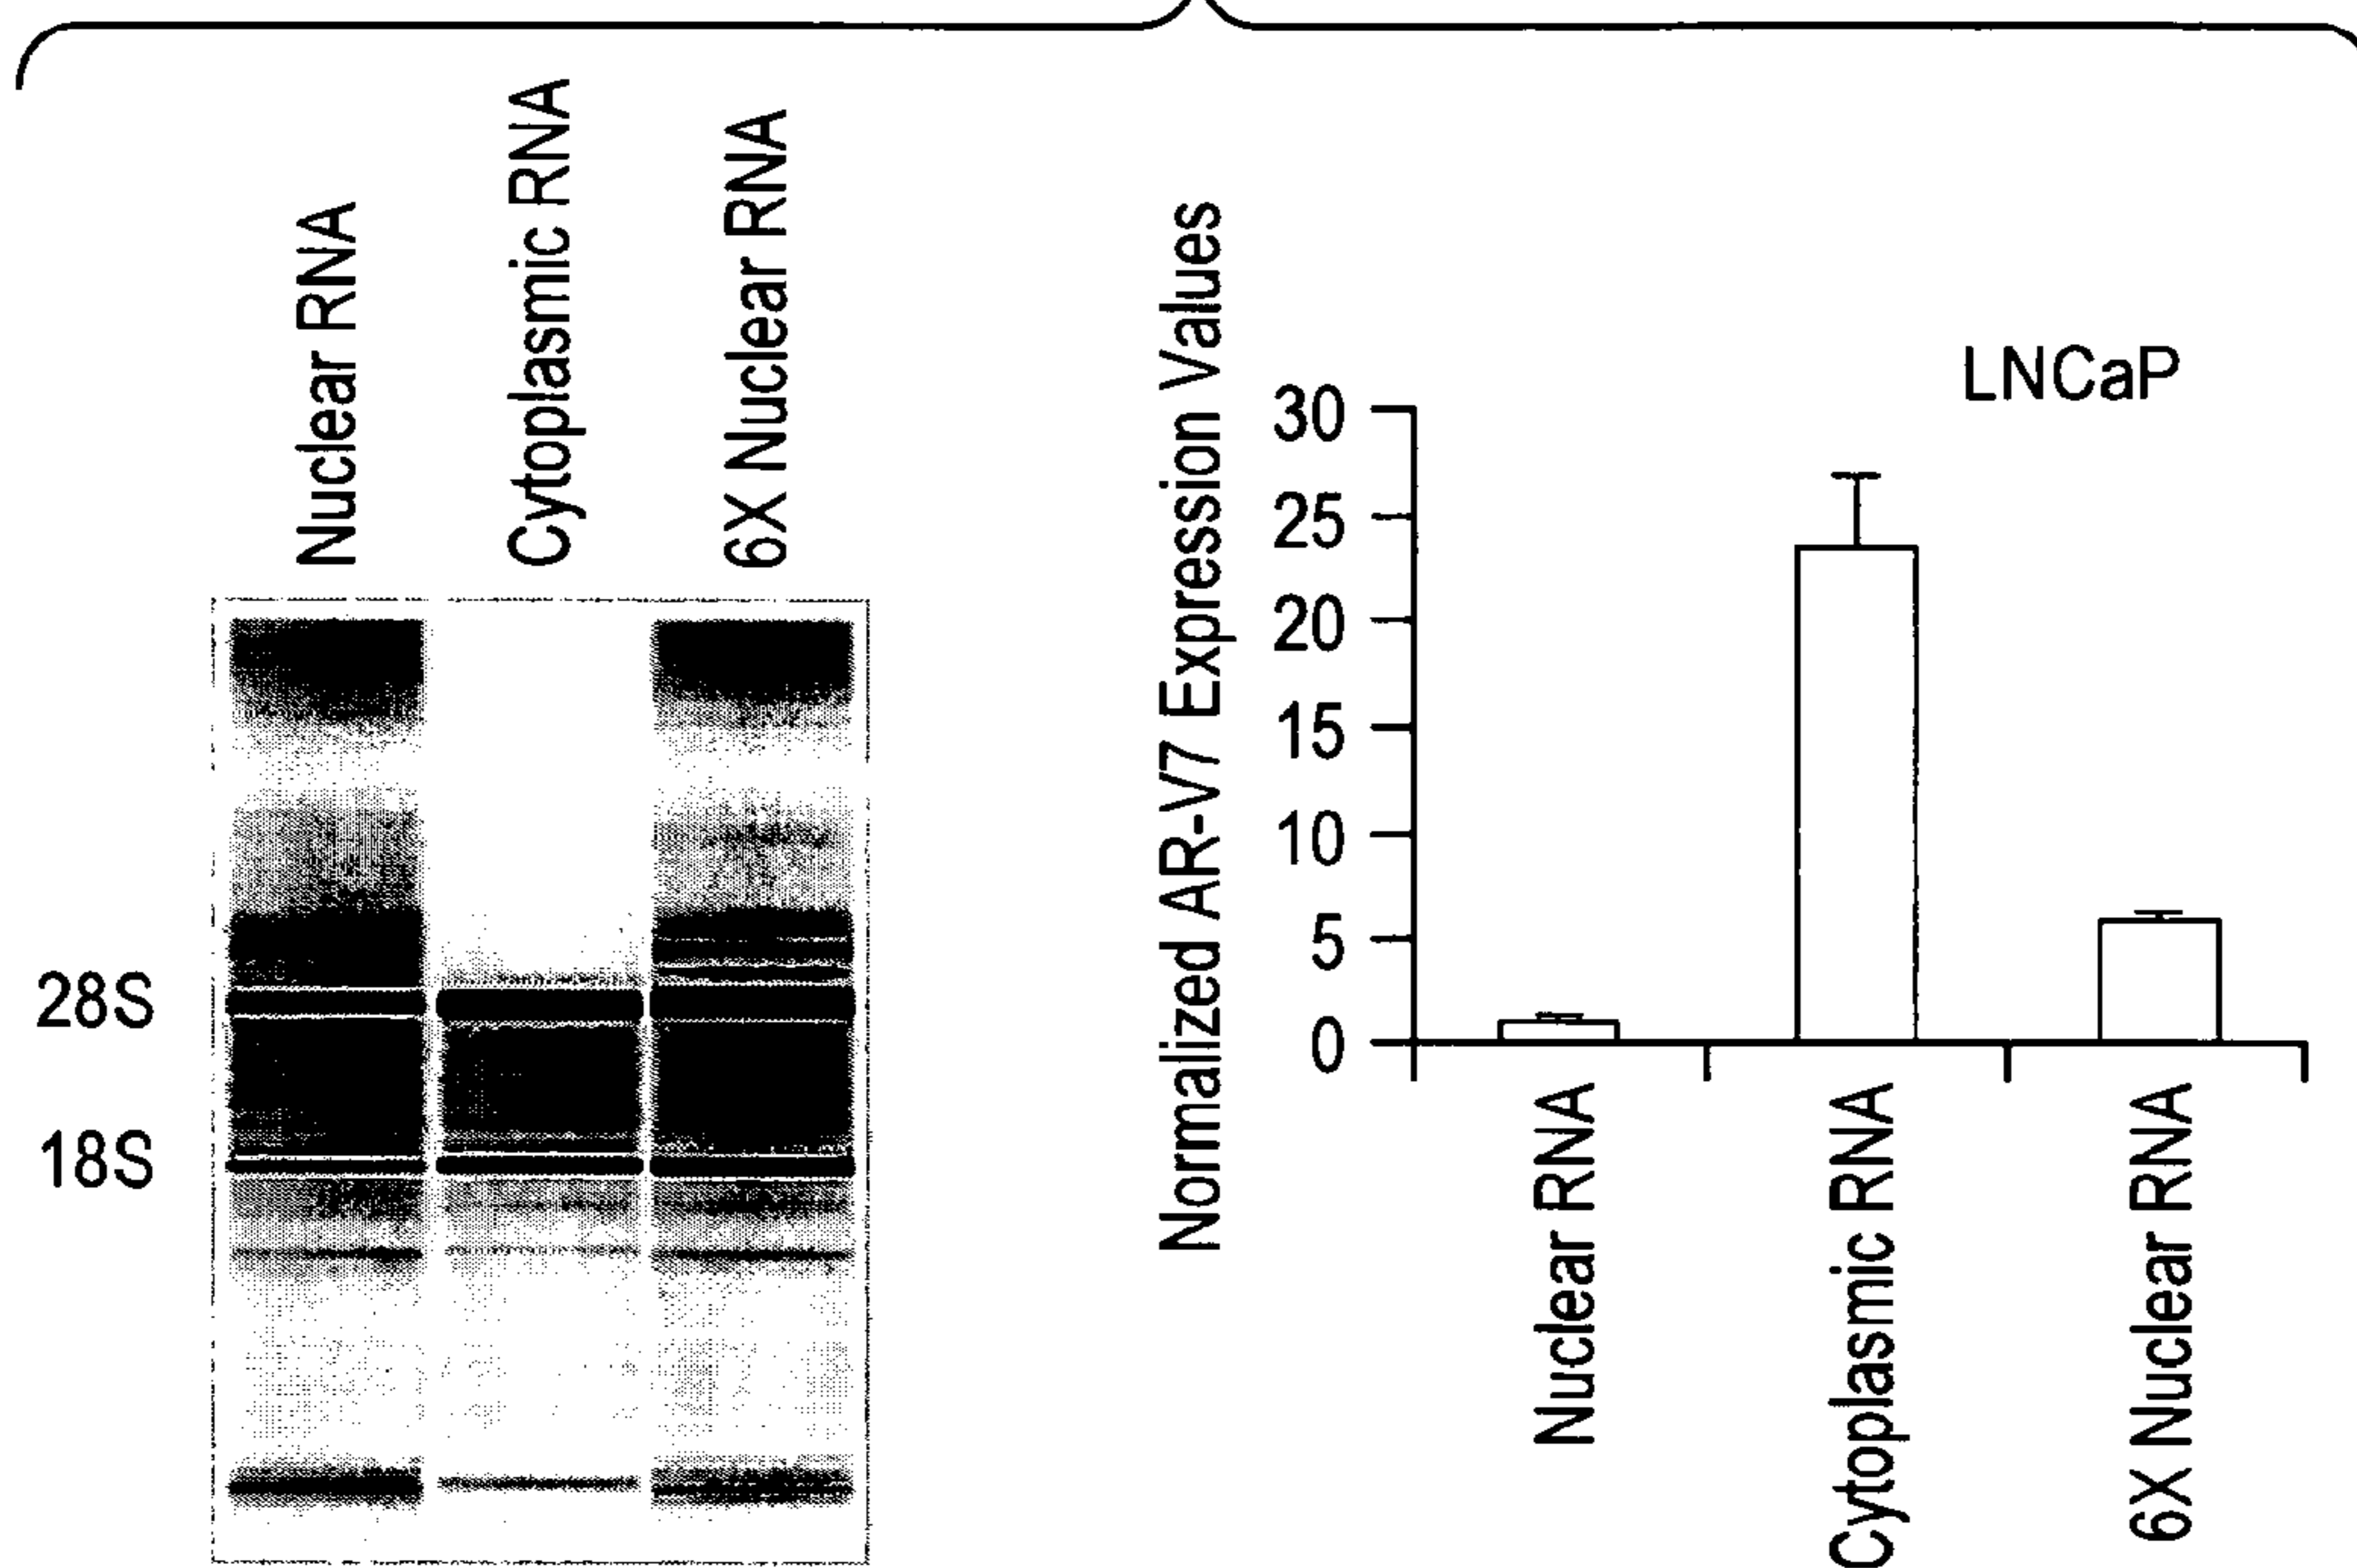 Nuclear RNA
Cytoplasmic RNA
6X Nuclear RNA
28S
18S
Normalized AR-V7 Expression Values
LNCaP
30
25
20
15
10
5
0
Nuclear RNA
Cytoplasmic RNA
6X Nuclear RNA